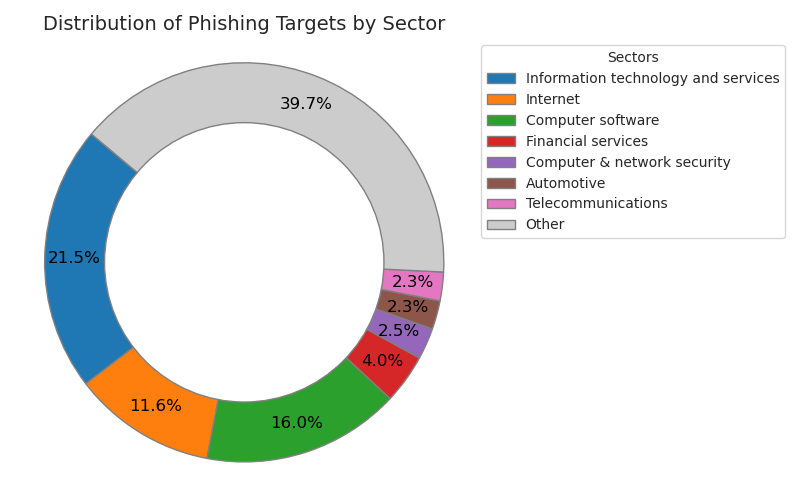 Distribution of Phishing Targets by Sector
Sectors
Information technology and services
Internet
Computer software
Financial services
Computer & network security
Automotive
Telecommunications
Other
39.7%
21.5%
11.6%
16.0%
4.0%
2.5%
2.3%
2.3%